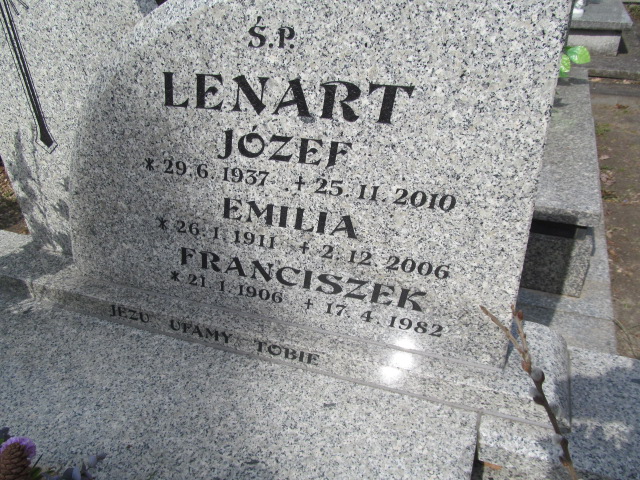 Ś.P.
LENART
JÓZEF
* 29.6.1937 + 25.11.2010
EMILIA
* 26.1.1911 + 2.12.2006
FRANCISZEK
* 21.1.1906 + 17.4.1982
JEZU UFAMY TOBIE